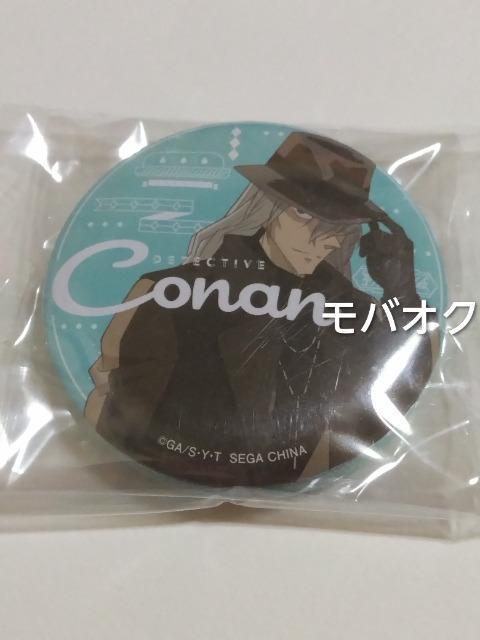 DETECTIVE
Conan
モバオク
©GA/S・Y・T SEGA CHINA